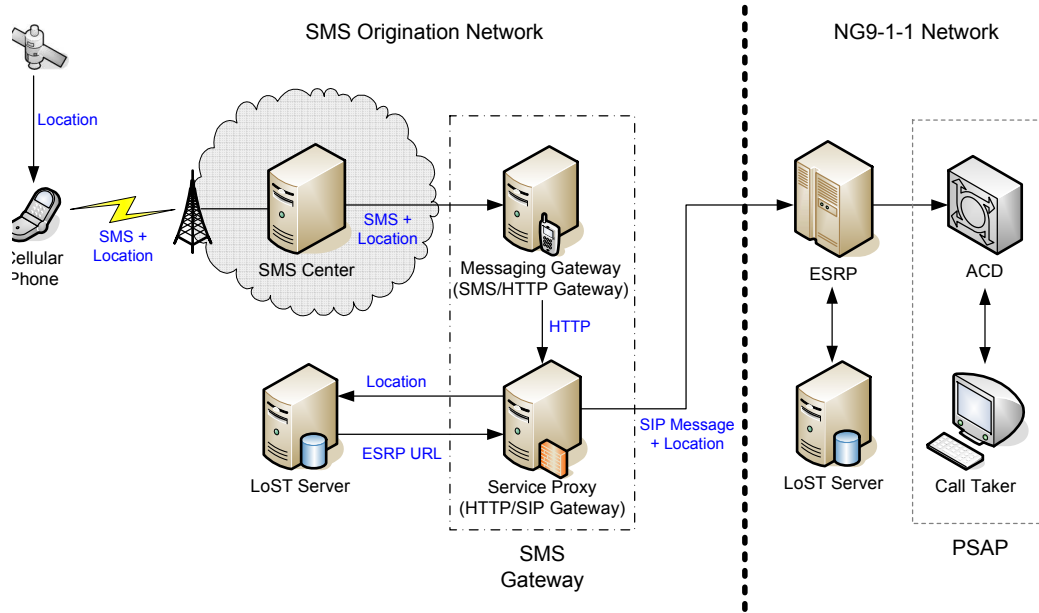 SMS Origination Network
NG9-1-1 Network
Location
SMS +
Location
Cellular
Phone
SMS Center
SMS +
Location
Messaging Gateway
(SMS/HTTP Gateway)
HTTP
Location
ESRP URL
LoST Server
Service Proxy
(HTTP/SIP Gateway)
SMS
Gateway
SIP Message
+ Location
ESRP
ACD
LoST Server
Call Taker
PSAP